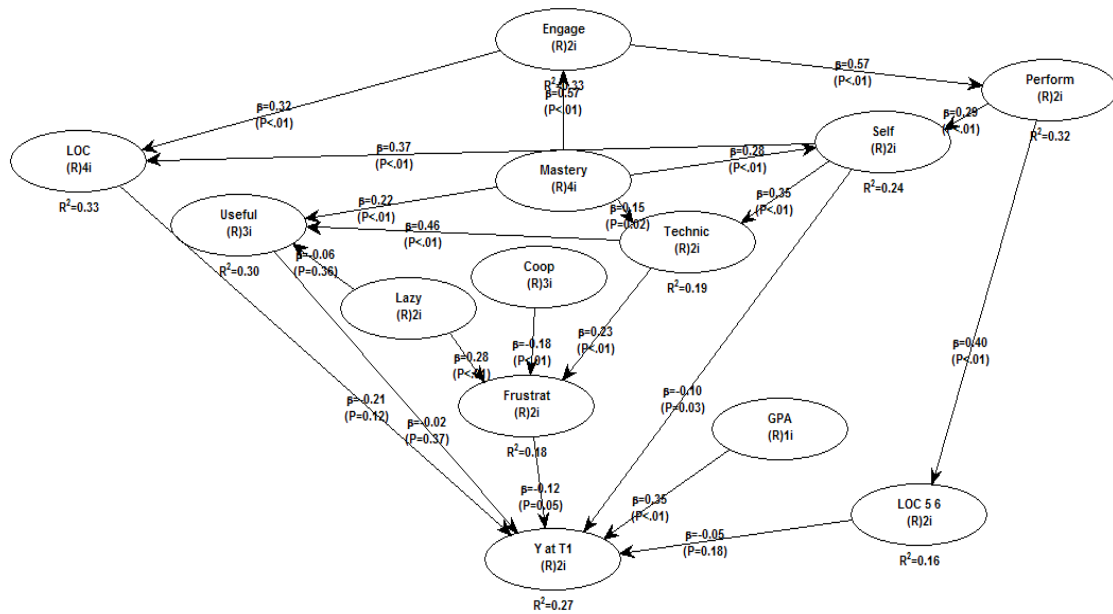 Engage
(R)2i
R²=0.33
β=0.57
(P<.01)
β=0.57
(P<.01)
Perform
(R)2i
R²=0.32
β=0.32
(P<.01)
β=0.29
(P<.01)
Self
(R)2i
R²=0.24
LOC
(R)4i
R²=0.33
β=0.37
(P<.01)
Mastery
(R)4i
β=0.28
(P<.01)
β=0.22
(P<.01)
β=0.15
(P=0.02)
β=0.35
(P<.01)
Useful
(R)3i
R²=0.30
β=0.46
(P<.01)
Technic
(R)2i
R²=0.19
β=-0.06
(P=0.36)
Coop
(R)3i
Lazy
(R)2i
β=0.28
(P<.01)
β=-0.18
(P<.01)
β=0.23
(P<.01)
β=0.40
(P<.01)
Frustrat
(R)2i
R²=0.18
β=-0.10
(P=0.03)
β=-0.21
(P=0.12)
β=-0.02
(P=0.37)
GPA
(R)1i
β=-0.12
(P=0.05)
β=0.35
(P<.01)
LOC 5 6
(R)2i
R²=0.16
β=-0.05
(P=0.18)
Y at T1
(R)2i
R²=0.27